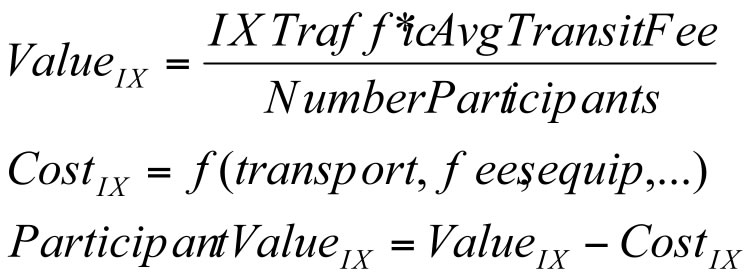 Value_IX = IXTraffic*AvgTransitFee / NumberParticipants
Cost_IX = f(transport, fees, equip,...)
ParticipantValue_IX = Value_IX − Cost_IX